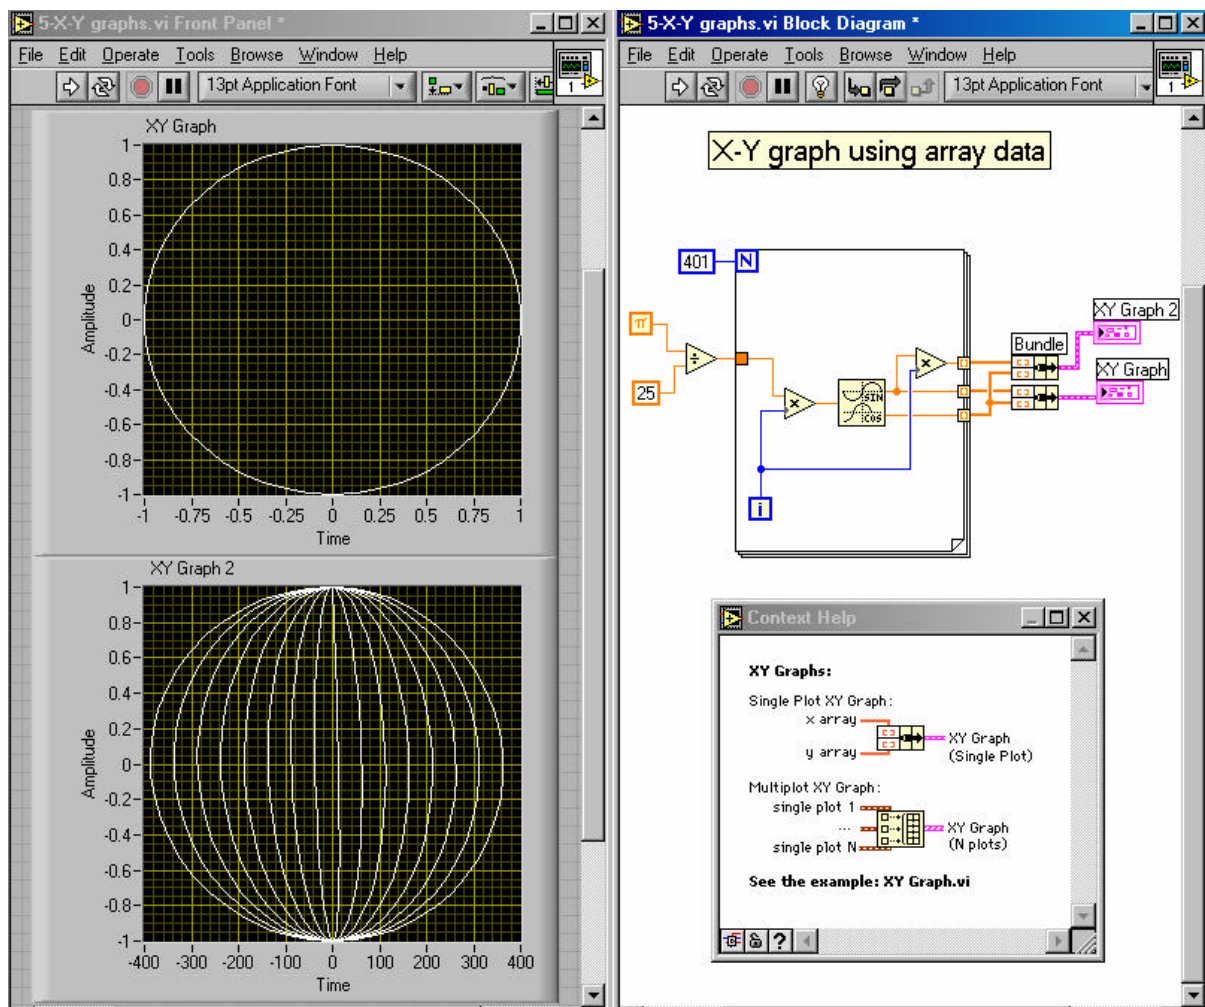 5-X-Y graphs.vi Front Panel *
File Edit Operate Tools Browse Window Help
13pt Application Font
1
XY Graph
1
0.8
0.6
0.4
0.2
0
-0.2
-0.4
-0.6
-0.8
-1
Amplitude
-1 -0.75 -0.5 -0.25 0 0.25 0.5 0.75 1
Time
XY Graph 2
1
0.8
0.6
0.4
0.2
0
-0.2
-0.4
-0.6
-0.8
-1
Amplitude
-400 -300 -200 -100 0 100 200 300 400
Time
5-X-Y graphs.vi Block Diagram *
File Edit Operate Tools Browse Window Help
13pt Application Font
1
X-Y graph using array data
401 N
π
÷
25
x
x
SIN
COS
i
Bundle
XY Graph 2
XY Graph
Context Help
XY Graphs:
Single Plot XY Graph:
x array
y array
XY Graph
(Single Plot)
Multiplot XY Graph:
single plot 1
...
single plot N
XY Graph
(N plots)
See the example: XY Graph.vi
?